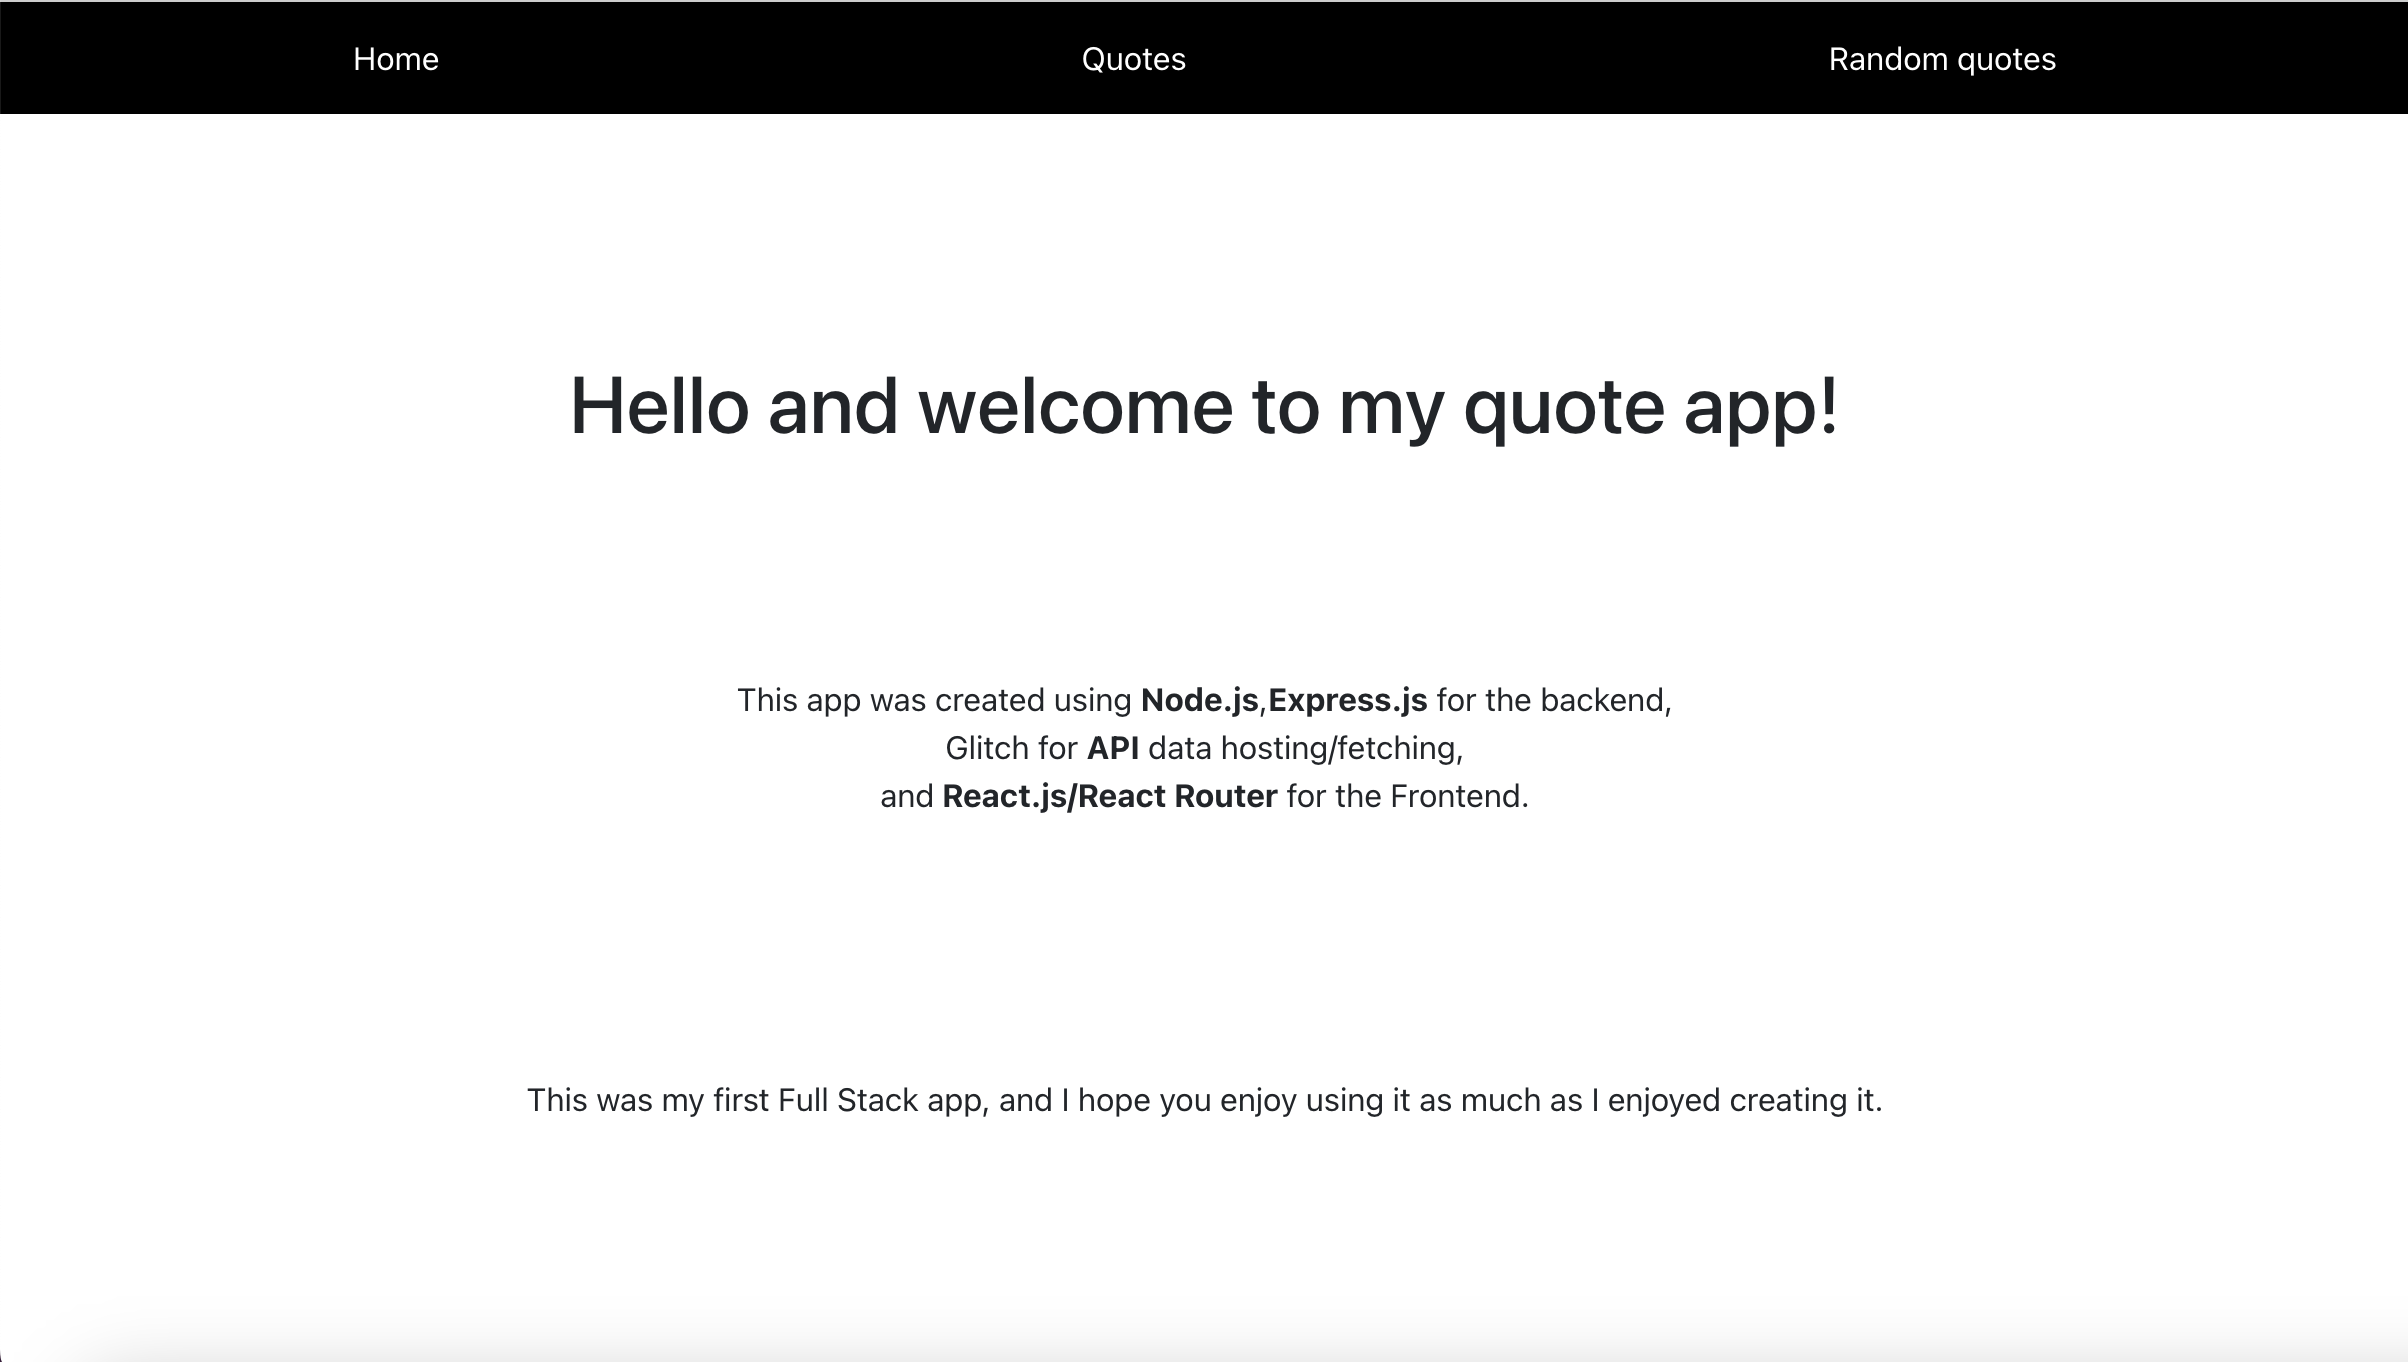 Home Quotes Random quotes
Hello and welcome to my quote app!
This app was created using Node.js,Express.js for the backend,
Glitch for API data hosting/fetching,
and React.js/React Router for the Frontend.
This was my first Full Stack app, and I hope you enjoy using it as much as I enjoyed creating it.